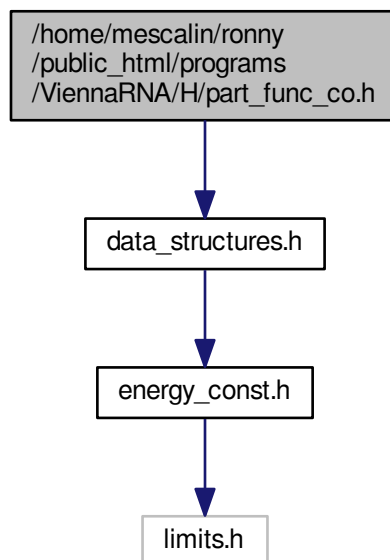 /home/mescalin/ronny
/public_html/programs
/ViennaRNA/H/part_func_co.h
data_structures.h
energy_const.h
limits.h